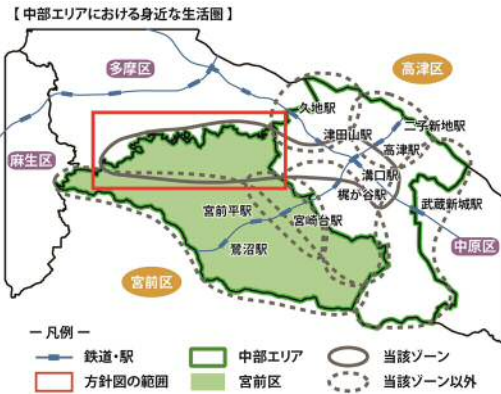 【中部エリアにおける身近な生活圏】
多摩区
高津区
久地駅
津田山駅
二子新地駅
高津駅
麻生区
溝口駅
梶が谷駅
武蔵新城駅
宮前平駅
宮崎台駅
鷺沼駅
中原区
宮前区
― 凡例 ―
鉄道・駅
中部エリア
当該ゾーン
方針図の範囲
宮前区
当該ゾーン以外